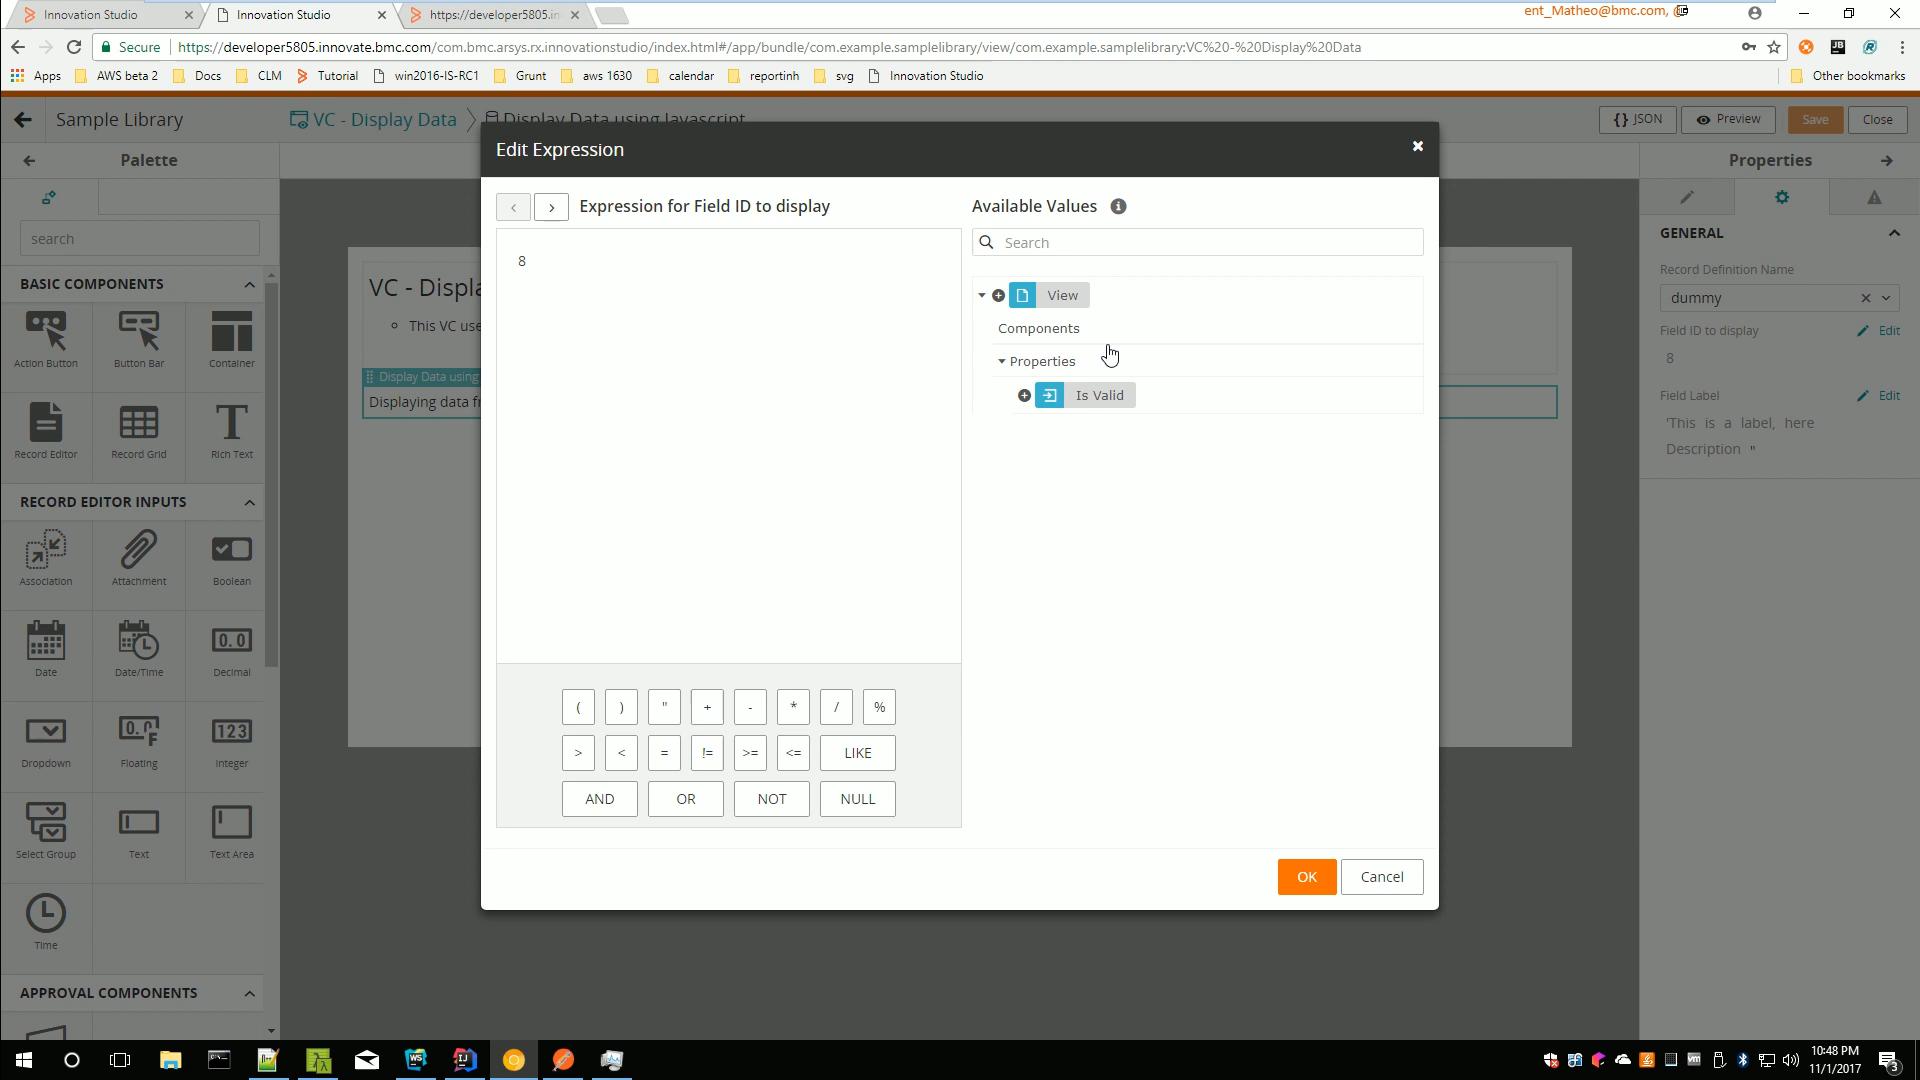 Innovation Studio
Innovation Studio
https://developer5805.in
ent_Matheo@bmc.com,
Secure
https://developer5805.innovate.bmc.com/com.bmc.arsys.rx.innovationstudio/index.html#/app/bundle/com.example.samplelibrary/view/com.example.samplelibrary:VC%20-%20Display%20Data
Apps
AWS beta 2
Docs
CLM
Tutorial
win2016-IS-RC1
Grunt
aws 1630
calendar
reportinh
svg
Innovation Studio
Other bookmarks
Sample Library
VC - Display Data
Display Data using Javascript
{} JSON
Preview
Save
Close
Palette
search
BASIC COMPONENTS
Action Button
Button Bar
Container
Record Editor
Record Grid
Rich Text
RECORD EDITOR INPUTS
Association
Attachment
Boolean
Date
Date/Time
Decimal
Dropdown
Floating
Integer
Select Group
Text
Text Area
Time
APPROVAL COMPONENTS
VC - Displa
This VC use
Display Data using
Displaying data fr
Edit Expression
Expression for Field ID to display
8
( ) " + - * / %
> < = != >= <= LIKE
AND OR NOT NULL
Available Values
Search
View
Components
Properties
Is Valid
OK
Cancel
Properties
GENERAL
Record Definition Name
dummy
Field ID to display
Edit
8
Field Label
Edit
"This is a label, here
Description "
10:48 PM
11/1/2017
3